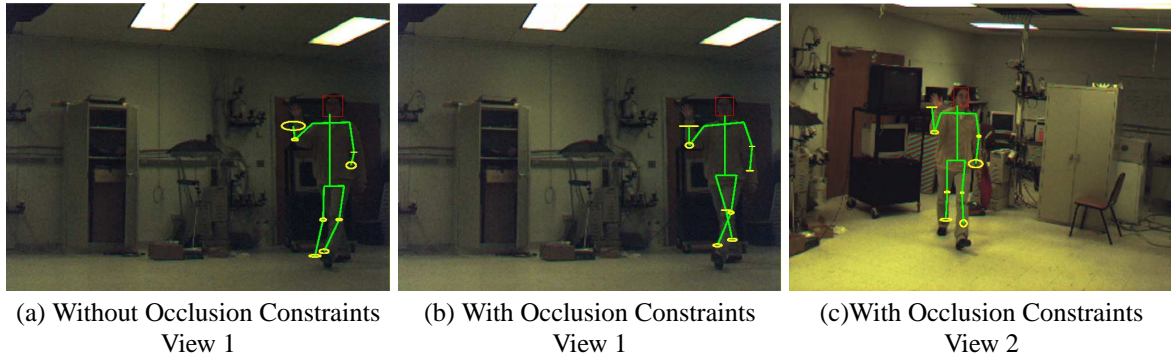 (a) Without Occlusion Constraints
View 1
(b) With Occlusion Constraints
View 1
(c)With Occlusion Constraints
View 2